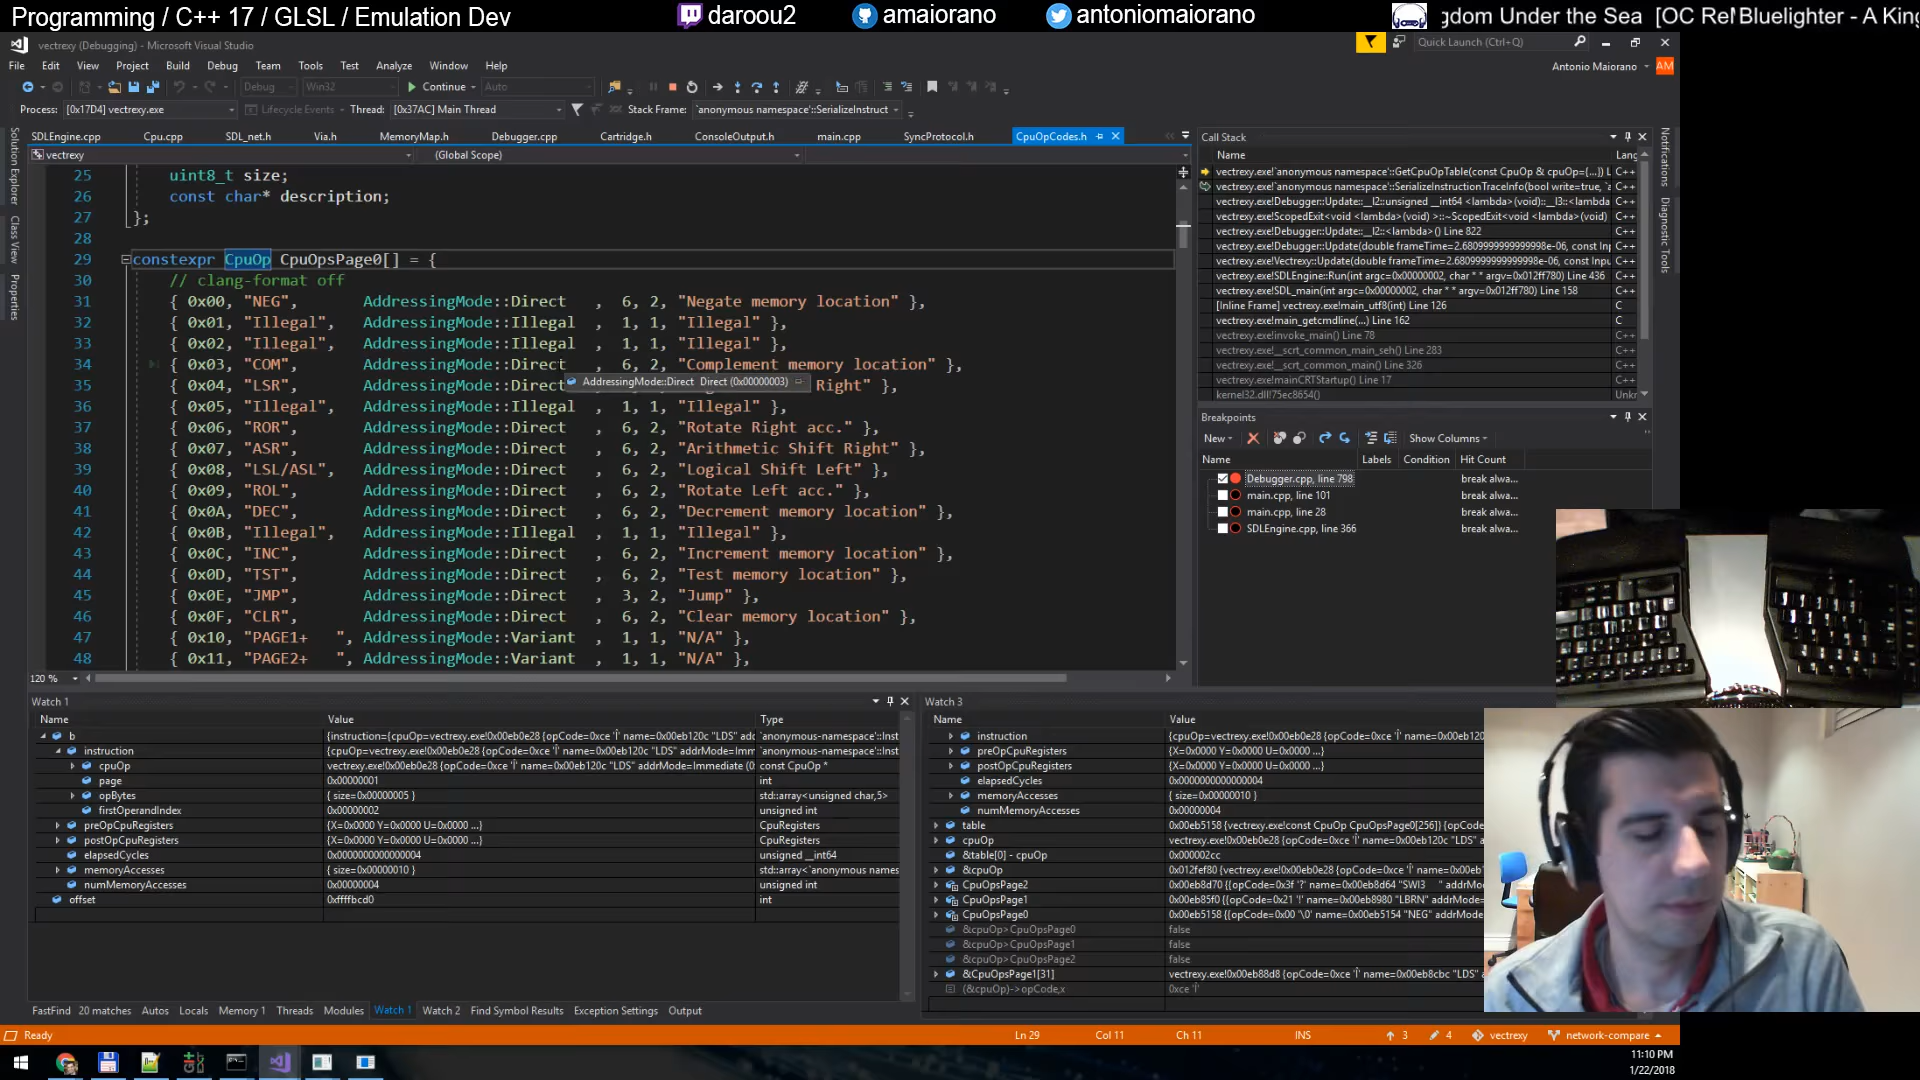 Programming / C++ 17 / GLSL / Emulation Dev
daroou2
amaiorano
antoniomaiorano
gdom Under the Sea [OC Re
Bluelighter - A King
vectrexy (Debugging) - Microsoft Visual Studio
Quick Launch (Ctrl+Q)
File Edit View Project Build Debug Team Tools Test Analyze Window Help
Antonio Maiorano AM
Debug Win32 Continue Auto
Process: [0x17D4] vectrexy.exe Lifecycle Events Thread: [0x37AC] Main Thread Stack Frame: `anonymous namespace'::SerializeInstruct
SDLEngine.cpp Cpu.cpp SDL_net.h Via.h MemoryMap.h Debugger.cpp Cartridge.h ConsoleOutput.h main.cpp SyncProtocol.h CpuOpCodes.h
vectrexy (Global Scope)
Solution Explorer
Class View
Properties
25 uint8_t size;
26 const char* description;
27 };
28
29 constexpr CpuOp CpuOpsPage0[] = {
30 // clang-format off
31 { 0x00, "NEG", AddressingMode::Direct , 6, 2, "Negate memory location" },
32 { 0x01, "Illegal", AddressingMode::Illegal , 1, 1, "Illegal" },
33 { 0x02, "Illegal", AddressingMode::Illegal , 1, 1, "Illegal" },
34 { 0x03, "COM", AddressingMode::Direct , 6, 2, "Complement memory location" },
35 { 0x04, "LSR", AddressingMode::Direct Right" },
AddressingMode::Direct Direct (0x00000003)
36 { 0x05, "Illegal", AddressingMode::Illegal , 1, 1, "Illegal" },
37 { 0x06, "ROR", AddressingMode::Direct , 6, 2, "Rotate Right acc." },
38 { 0x07, "ASR", AddressingMode::Direct , 6, 2, "Arithmetic Shift Right" },
39 { 0x08, "LSL/ASL", AddressingMode::Direct , 6, 2, "Logical Shift Left" },
40 { 0x09, "ROL", AddressingMode::Direct , 6, 2, "Rotate Left acc." },
41 { 0x0A, "DEC", AddressingMode::Direct , 6, 2, "Decrement memory location" },
42 { 0x0B, "Illegal", AddressingMode::Illegal , 1, 1, "Illegal" },
43 { 0x0C, "INC", AddressingMode::Direct , 6, 2, "Increment memory location" },
44 { 0x0D, "TST", AddressingMode::Direct , 6, 2, "Test memory location" },
45 { 0x0E, "JMP", AddressingMode::Direct , 3, 2, "Jump" },
46 { 0x0F, "CLR", AddressingMode::Direct , 6, 2, "Clear memory location" },
47 { 0x10, "PAGE1+ ", AddressingMode::Variant , 1, 1, "N/A" },
48 { 0x11, "PAGE2+ ", AddressingMode::Variant , 1, 1, "N/A" },
120 %
Call Stack
Name Lang
vectrexy.exe!`anonymous namespace'::GetCpuOpTable(const CpuOp & cpuOp={...}) L C++
vectrexy.exe!`anonymous namespace'::SerializeInstructionTraceInfo(bool write=true, `a C++
vectrexy.exe!Debugger::Update::__l2::unsigned __int64 <lambda>(void)::__l3::<lambda C++
vectrexy.exe!ScopedExit<void <lambda>(void) >::~ScopedExit<void <lambda>(void) C++
vectrexy.exe!Debugger::Update::__l2::<lambda>() Line 822 C++
vectrexy.exe!Debugger::Update(double frameTime=2.6809999999999998e-06, const Inp C++
vectrexy.exe!Vectrexy::Update(double frameTime=2.6809999999999998e-06, const Input C++
vectrexy.exe!SDLEngine::Run(int argc=0x00000002, char * * argv=0x012ff780) Line 436 C++
vectrexy.exe!SDL_main(int argc=0x00000002, char * * argv=0x012ff780) Line 158 C++
[Inline Frame] vectrexy.exe!main_utf8(int) Line 126 C
vectrexy.exe!main_getcmdline(...) Line 162 C
vectrexy.exe!invoke_main() Line 78 C++
vectrexy.exe!__scrt_common_main_seh() Line 283 C++
vectrexy.exe!__scrt_common_main() Line 326 C++
vectrexy.exe!mainCRTStartup() Line 17 C++
kernel32.dll!75ec8654() Unkr
Notifications
Diagnostic Tools
Breakpoints
New Show Columns
Name Labels Condition Hit Count
Debugger.cpp, line 798 break alwa...
main.cpp, line 101 break alwa...
main.cpp, line 28 break alwa...
SDLEngine.cpp, line 366 break alwa...
Watch 1
Name Value Type
b {instruction={cpuOp=vectrexy.exe!0x00eb0e28 {opCode=0xce 'Î' name=0x00eb120c "LDS" adc `anonymous-namespace'::Inst
instruction {cpuOp=vectrexy.exe!0x00eb0e28 {opCode=0xce 'Î' name=0x00eb120c "LDS" addrMode=Imm `anonymous-namespace'::Inst
cpuOp vectrexy.exe!0x00eb0e28 {opCode=0xce 'Î' name=0x00eb120c "LDS" addrMode=Immediate (0 const CpuOp *
page 0x00000001 int
opBytes { size=0x00000005 } std::array<unsigned char,5>
firstOperandIndex 0x00000002 unsigned int
preOpCpuRegisters {X=0x0000 Y=0x0000 U=0x0000 ...} CpuRegisters
postOpCpuRegisters {X=0x0000 Y=0x0000 U=0x0000 ...} CpuRegisters
elapsedCycles 0x0000000000000004 unsigned __int64
memoryAccesses { size=0x00000010 } std::array<`anonymous names
numMemoryAccesses 0x00000004 unsigned int
offset 0xffffbcd0 int
Watch 3
Name Value
instruction {cpuOp=vectrexy.exe!0x00eb0e28 {opCode=0xce 'Î' name=0x00eb120c "LD
preOpCpuRegisters {X=0x0000 Y=0x0000 U=0x0000 ...}
postOpCpuRegisters {X=0x0000 Y=0x0000 U=0x0000 ...}
elapsedCycles 0x0000000000000004
memoryAccesses { size=0x00000010 }
numMemoryAccesses 0x00000004
table 0x00eb5158 {vectrexy.exe!const CpuOp CpuOpsPage0[256]} {opCod
cpuOp vectrexy.exe!0x00eb0e28 {opCode=0xce 'Î' name=0x00eb120c "LDS" ad
&table[0] - cpuOp 0x000002cc
&cpuOp 0x012fef80 {vectrexy.exe!0x00eb0e28 {opCode=0xce 'Î' name=0x00eb
CpuOpsPage2 0x00eb8d70 {{opCode=0x3f '?' name=0x00eb8d64 "SWI3 " addrMod
CpuOpsPage1 0x00eb85f0 {{opCode=0x21 '!' name=0x00eb8980 "LBRN" addrMode=
CpuOpsPage0 0x00eb5158 {{opCode=0x00 '\0' name=0x00eb5154 "NEG" addrMode
&cpuOp> CpuOpsPage0 false
&cpuOp> CpuOpsPage1 false
&cpuOp> CpuOpsPage2 false
&CpuOpsPage1[31] vectrexy.exe!0x00eb88d8 {opCode=0xce 'Î' name=0x00eb8cbc "LDS" ad
(&cpuOp)->opCode,x 0xce 'Î'
FastFind 20 matches Autos Locals Memory 1 Threads Modules Watch 1 Watch 2 Find Symbol Results Exception Settings Output
Ready Ln 29 Col 11 Ch 11 INS 3 4 vectrexy network-compare
11:10 PM
1/22/2018